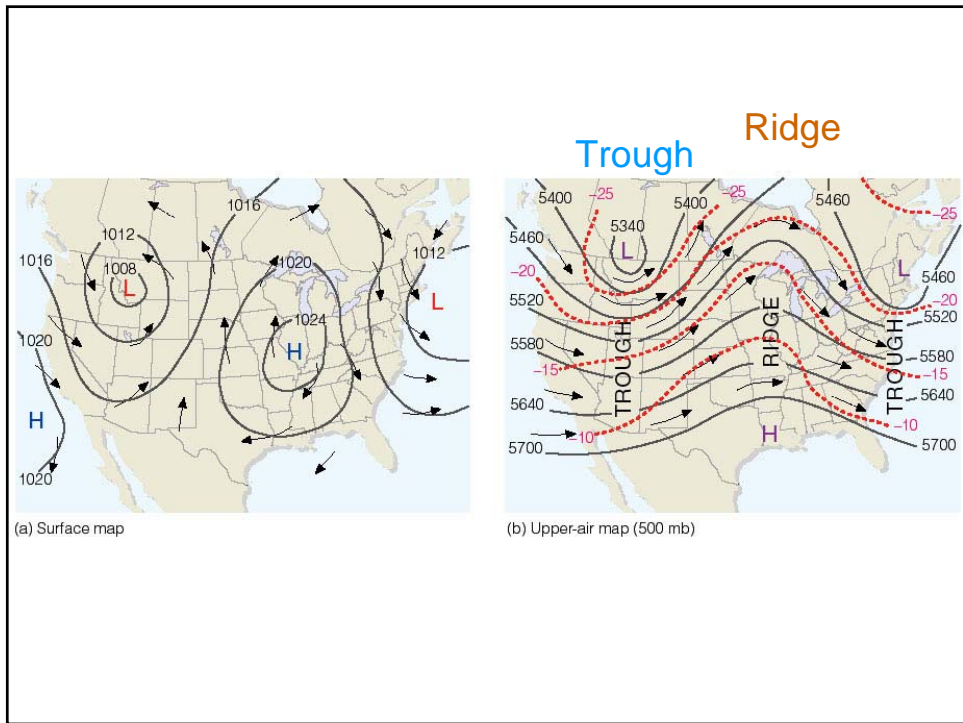 Trough
Ridge
1016
1012
1008
L
1016
1020
1024
H
1012
L
1020
H
1020
(a) Surface map
5400
-25
5340
L
5400
-25
5460
-25
5460
-20
5520
5580
-15
5640
-10
5700
TROUGH
RIDGE
H
L
5460
-20
5520
TROUGH
5580
-15
5640
-10
5700
(b) Upper-air map (500 mb)